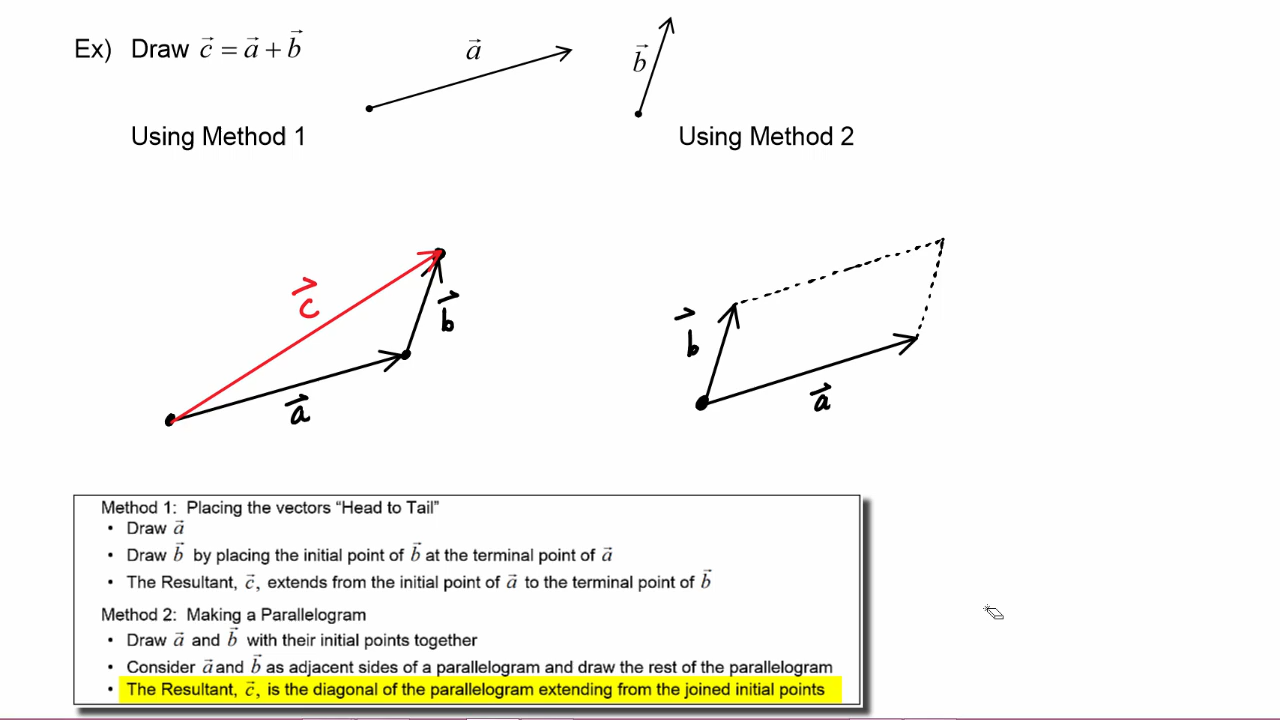 Ex) Draw c⃗ = a⃗ + b⃗
a⃗
b⃗
Using Method 1
Using Method 2
c⃗
b⃗
a⃗
b⃗
a⃗
Method 1: Placing the vectors “Head to Tail”
• Draw a⃗
• Draw b⃗ by placing the initial point of b⃗ at the terminal point of a⃗
• The Resultant, c⃗, extends from the initial point of a⃗ to the terminal point of b⃗
Method 2: Making a Parallelogram
• Draw a⃗ and b⃗ with their initial points together
• Consider a⃗ and b⃗ as adjacent sides of a parallelogram and draw the rest of the parallelogram
• The Resultant, c⃗, is the diagonal of the parallelogram extending from the joined initial points